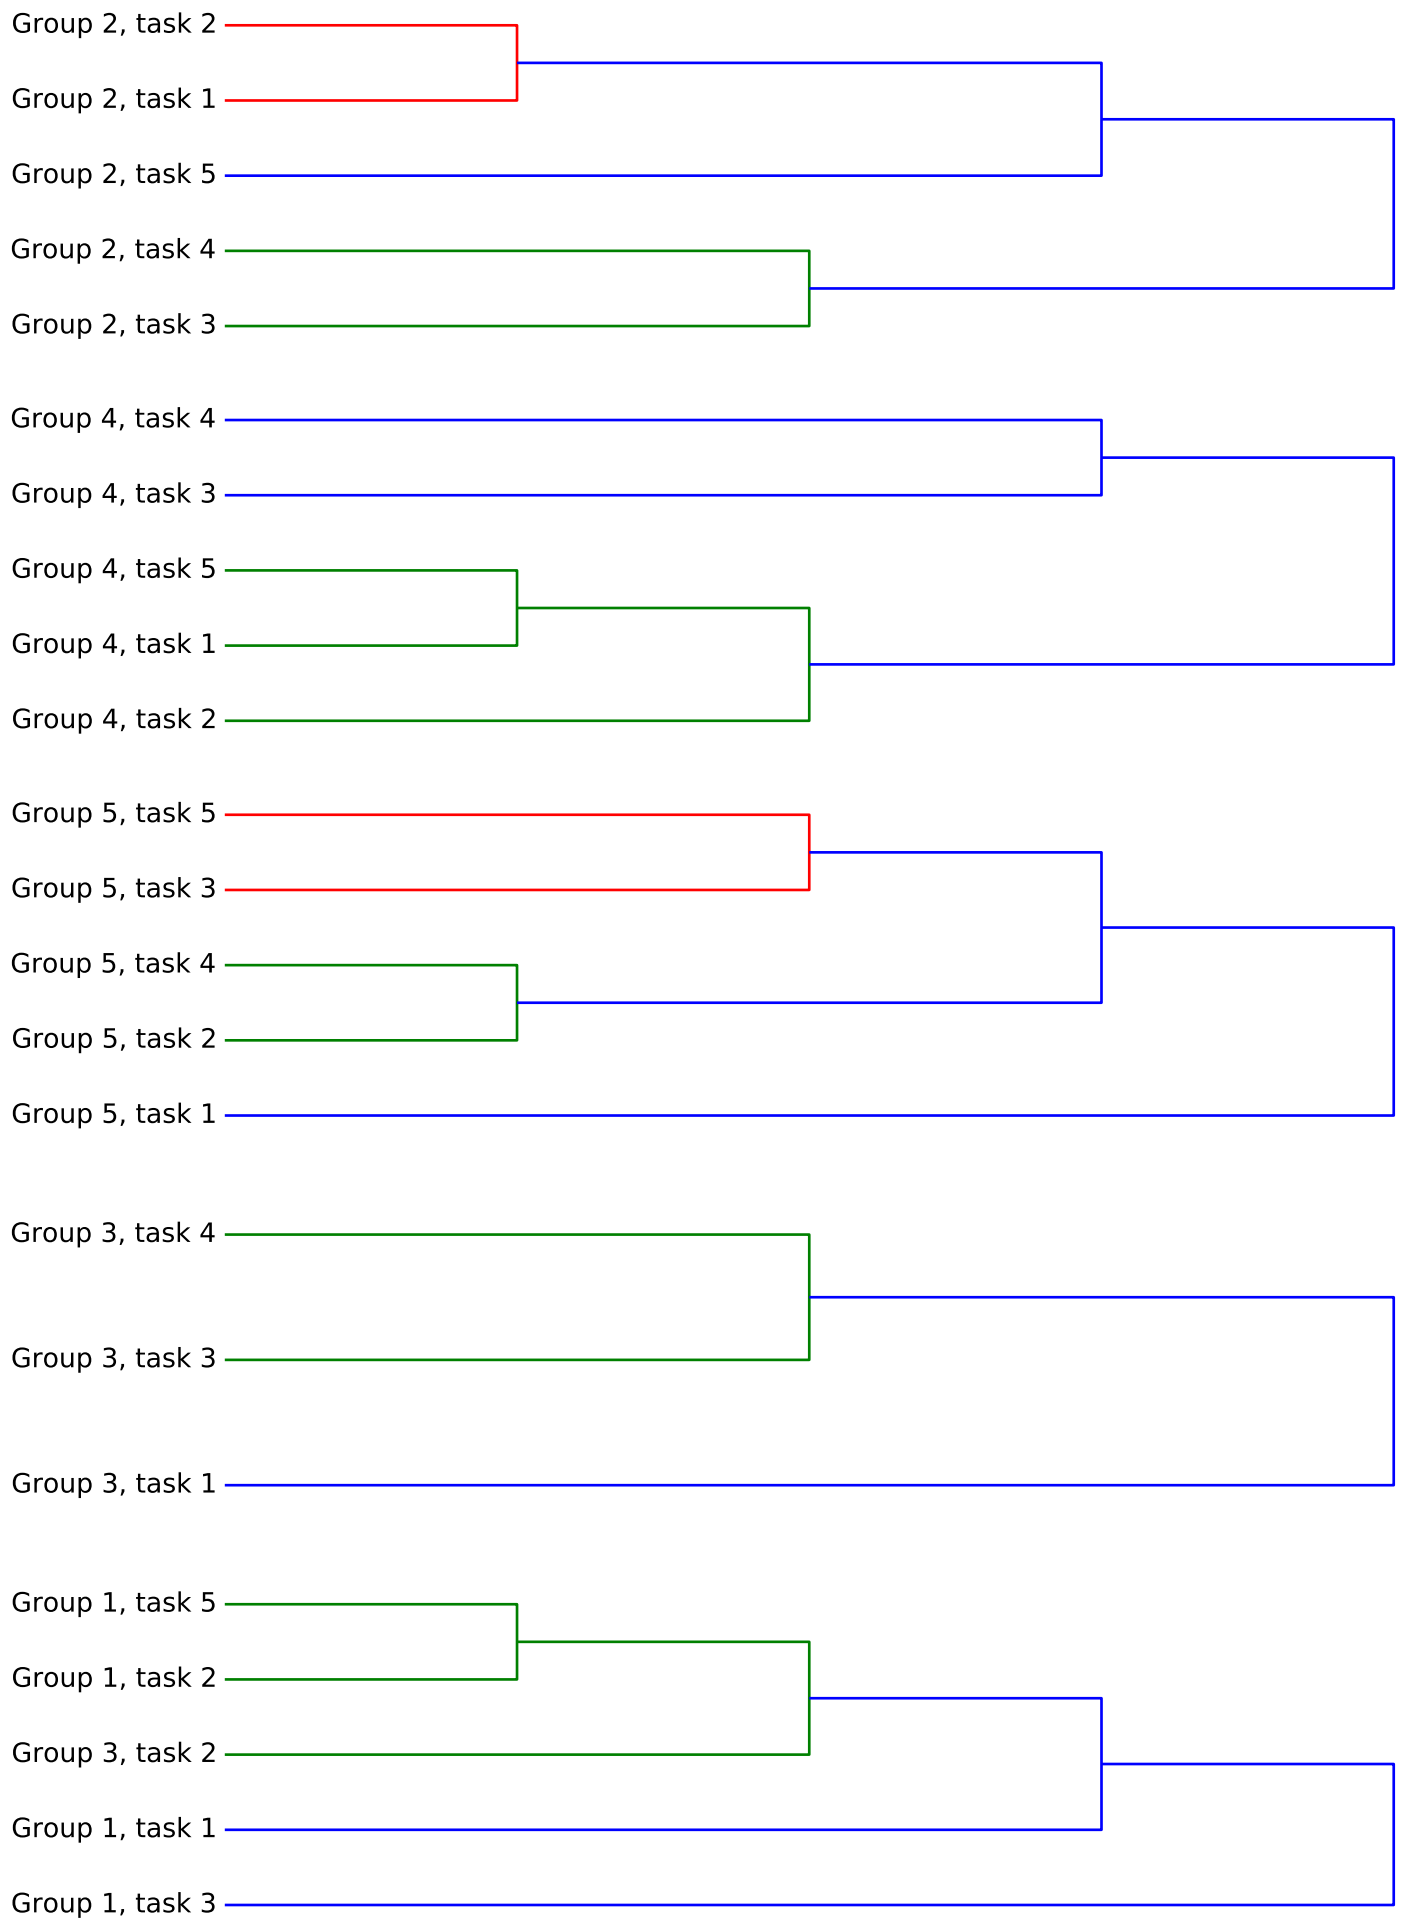 Group 2, task 2
Group 2, task 1
Group 2, task 5
Group 2, task 4
Group 2, task 3
Group 4, task 4
Group 4, task 3
Group 4, task 5
Group 4, task 1
Group 4, task 2
Group 5, task 5
Group 5, task 3
Group 5, task 4
Group 5, task 2
Group 5, task 1
Group 3, task 4
Group 3, task 3
Group 3, task 1
Group 1, task 5
Group 1, task 2
Group 3, task 2
Group 1, task 1
Group 1, task 3